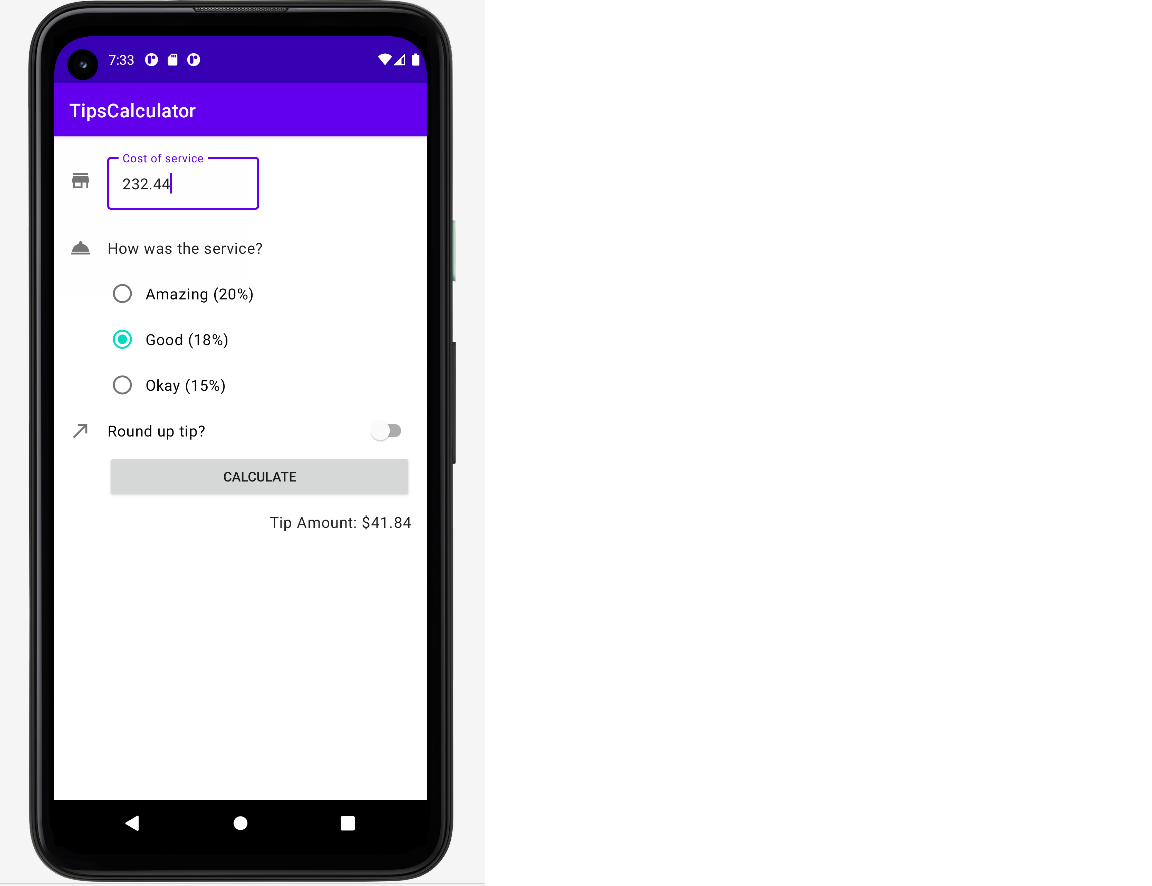 7:33
TipsCalculator
Cost of service
232.44
How was the service?
Amazing (20%)
Good (18%)
Okay (15%)
Round up tip?
CALCULATE
Tip Amount: $41.84